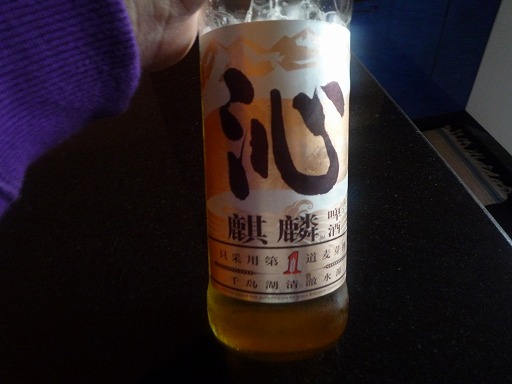 沁
麒麟 啤酒
只采用第1道麦芽
千岛湖清澈水源